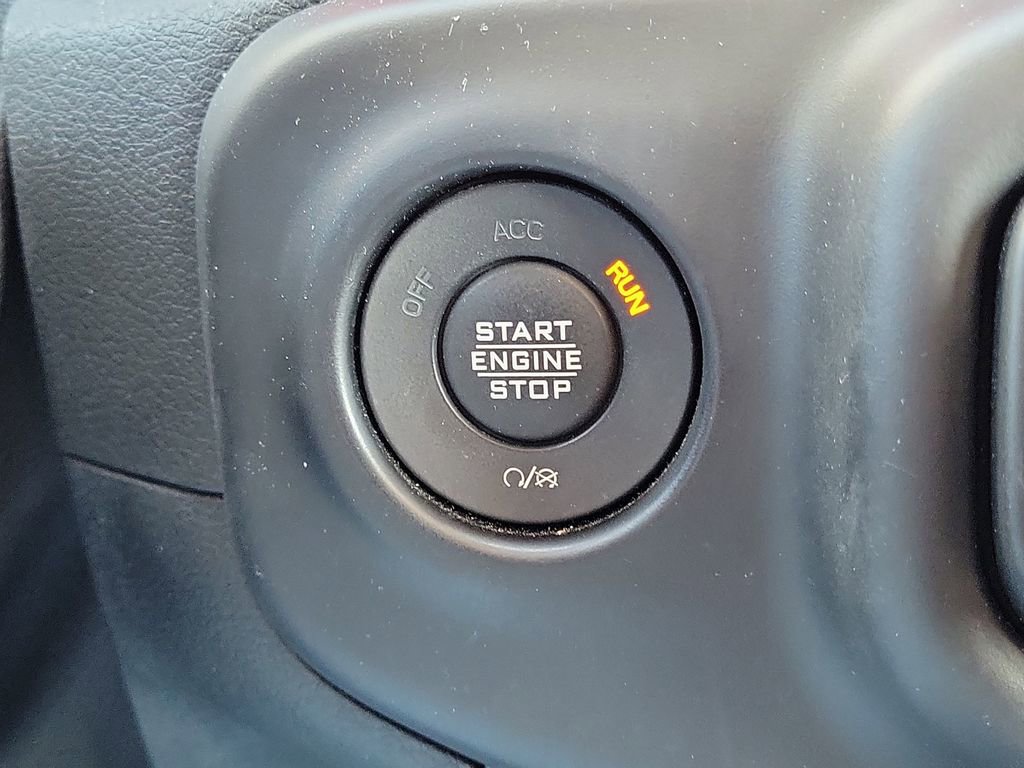 ACC
OFF
RUN
START
ENGINE
STOP